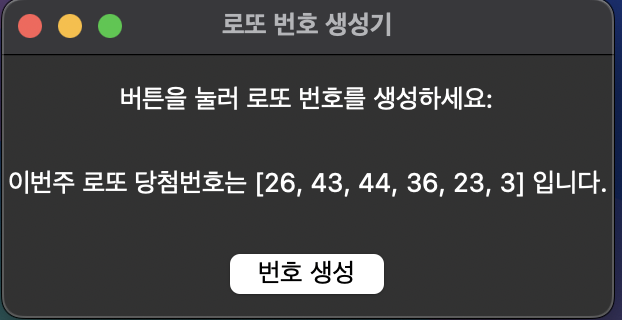 로또 번호 생성기
버튼을 눌러 로또 번호를 생성하세요:
이번주 로또 당첨번호는 [26, 43, 44, 36, 23, 3] 입니다.
번호 생성